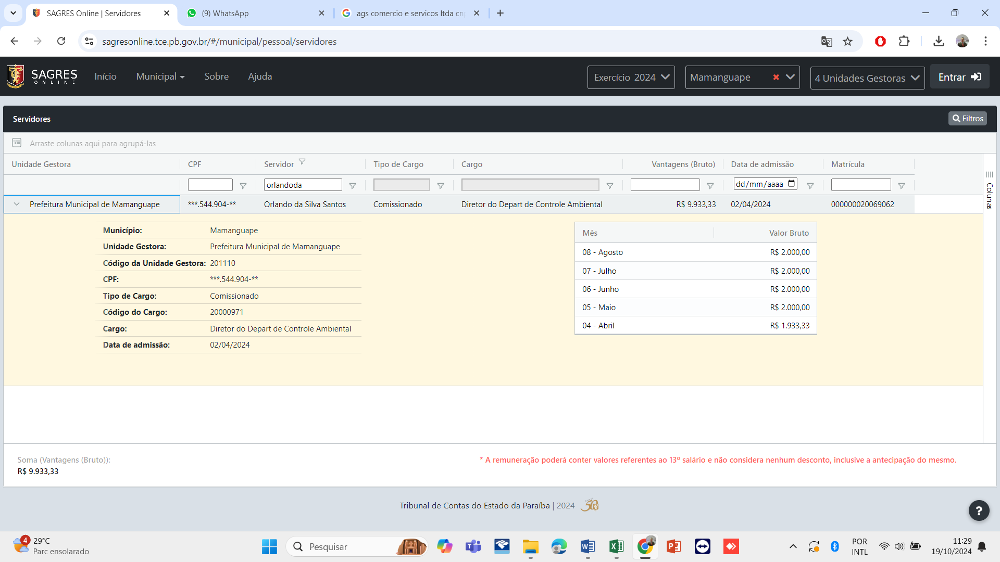 SAGRES Online | Servidores
(9) WhatsApp
ags comercio e servicos ltda cn
sagresonline.tce.pb.gov.br/#/municipal/pessoal/servidores
SAGRES
ONLINE
Início
Municipal
Sobre
Ajuda
Exercício 2024
Mamanguape
4 Unidades Gestoras
Entrar
Servidores
Filtros
Arraste colunas aqui para agrupá-las
Unidade Gestora CPF Servidor Tipo de Cargo Cargo Vantagens (Bruto) Data de admissão Matrícula
orlandoda dd/mm/aaaa
Colunas
Prefeitura Municipal de Mamanguape ***.544.904-** Orlando da Silva Santos Comissionado Diretor do Depart de Controle Ambiental R$ 9.933,33 02/04/2024 000000020069062
Município: Mamanguape
Unidade Gestora: Prefeitura Municipal de Mamanguape
Código da Unidade Gestora: 201110
CPF: ***.544.904-**
Tipo de Cargo: Comissionado
Código do Cargo: 20000971
Cargo: Diretor do Depart de Controle Ambiental
Data de admissão: 02/04/2024
Mês Valor Bruto
08 - Agosto R$ 2.000,00
07 - Julho R$ 2.000,00
06 - Junho R$ 2.000,00
05 - Maio R$ 2.000,00
04 - Abril R$ 1.933,33
Soma (Vantagens (Bruto)):
R$ 9.933,33
* A remuneração poderá conter valores referentes ao 13º salário e não considera nenhum desconto, inclusive a antecipação do mesmo.
Tribunal de Contas do Estado da Paraíba | 2024
50
?
4
29°C
Parc ensolarado
Pesquisar
POR
INTL
11:29
19/10/2024